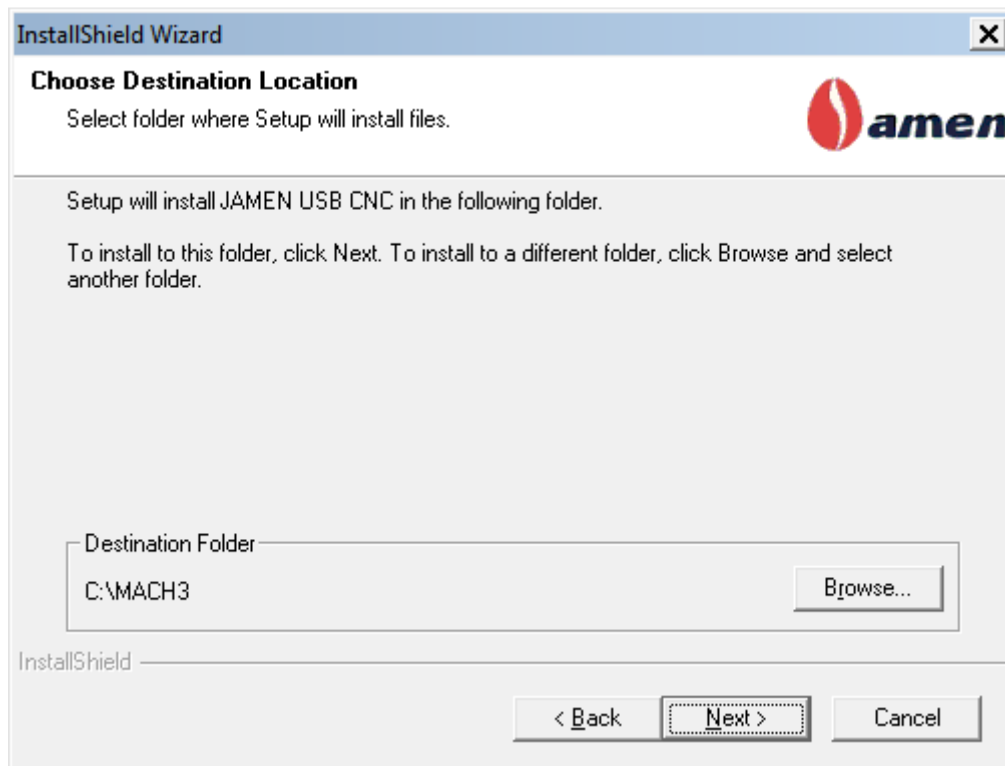 InstallShield Wizard
Choose Destination Location
Select folder where Setup will install files.
amen
Setup will install JAMEN USB CNC in the following folder.
To install to this folder, click Next. To install to a different folder, click Browse and select
another folder.
Destination Folder
C:\MACH3
Browse...
InstallShield
< Back
Next >
Cancel